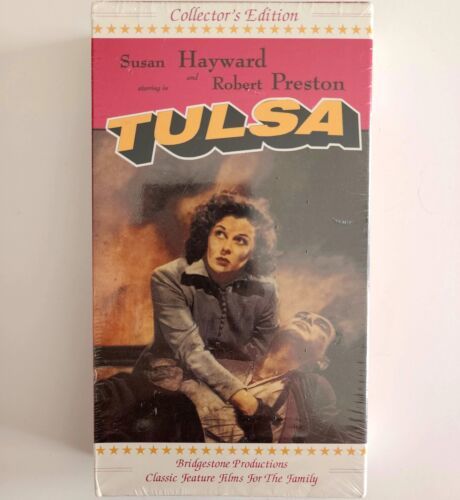 Collector's Edition
Susan Hayward
and
starring in Robert Preston
TULSA
Bridgestone Productions
Classic Feature Films For The Family